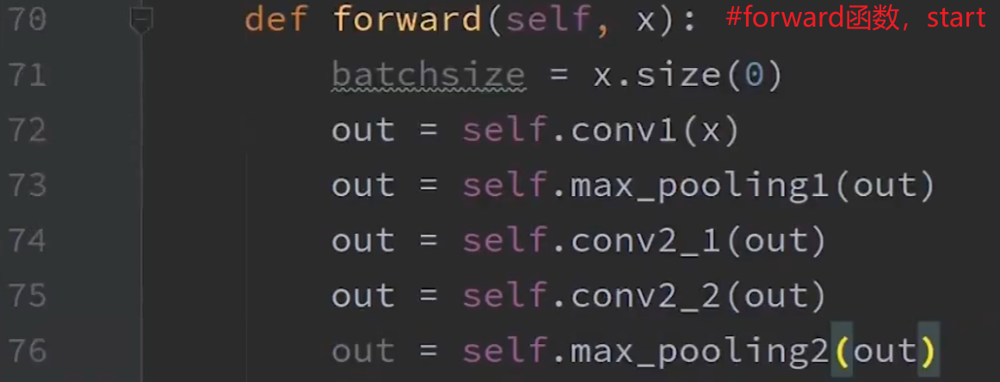 70 def forward(self, x): #forward函数，start
71 batchsize = x.size(0)
72 out = self.conv1(x)
73 out = self.max_pooling1(out)
74 out = self.conv2_1(out)
75 out = self.conv2_2(out)
76 out = self.max_pooling2(out)